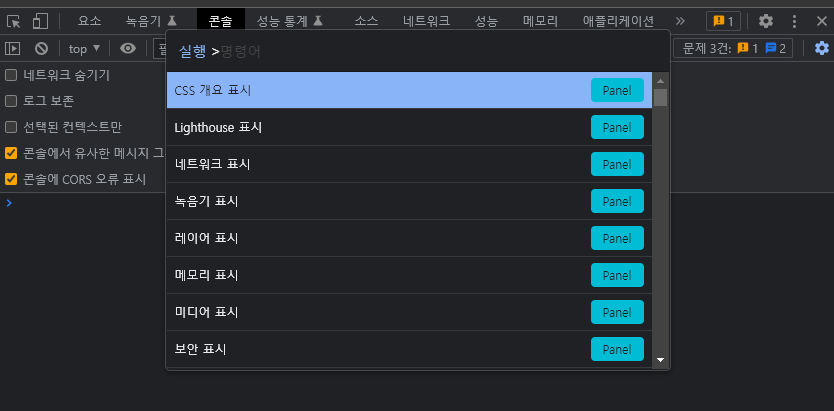 요소 녹음기 콘솔 성능 통계 소스 네트워크 성능 메모리 애플리케이션 » 1
top 문제 3건: 1 2
실행 >명령어
네트워크 숨기기
로그 보존
선택된 컨텍스트만
콘솔에서 유사한 메시지 그
콘솔에 CORS 오류 표시
CSS 개요 표시 Panel
Lighthouse 표시 Panel
네트워크 표시 Panel
녹음기 표시 Panel
레이어 표시 Panel
메모리 표시 Panel
미디어 표시 Panel
보안 표시 Panel